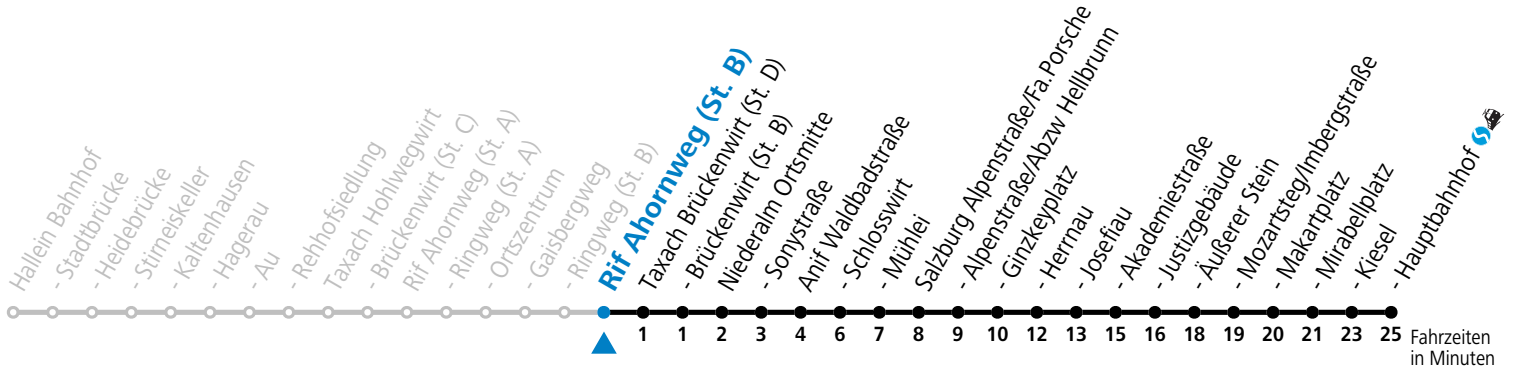 Hallein Bahnhof
- Stadtbrücke
- Heidebrücke
- Stirneiskeller
- Kaltenhausen
- Hagerau
- Au
- Rehhofsiedlung
Taxach Hohlwegwirt
- Brückenwirt (St. C)
Rif Ahornweg (St. A)
- Ringweg (St. A)
- Ortszentrum
- Gaisbergweg
- Ringweg (St. B)
Rif Ahornweg (St. B)
Taxach Brückenwirt (St. D)
- Brückenwirt (St. B)
Niederalm Ortsmitte
- Sonystraße
Anif Waldbadstraße
- Schlosswirt
- Mühlei
Salzburg Alpenstraße/Fa. Porsche
- Alpenstraße/Abzw Hellbrunn
- Ginzkeyplatz
- Herrnau
- Josefiau
- Akademiestraße
- Justizgebäude
- Äußerer Stein
- Mozartsteg/Imbergstraße
- Makartplatz
- Mirabellplatz
- Kiesel
- Hauptbahnhof
1 1 2 3 4 6 7 8 9 10 12 13 15 16 18 19 20 21 23 25 Fahrzeiten
in Minuten